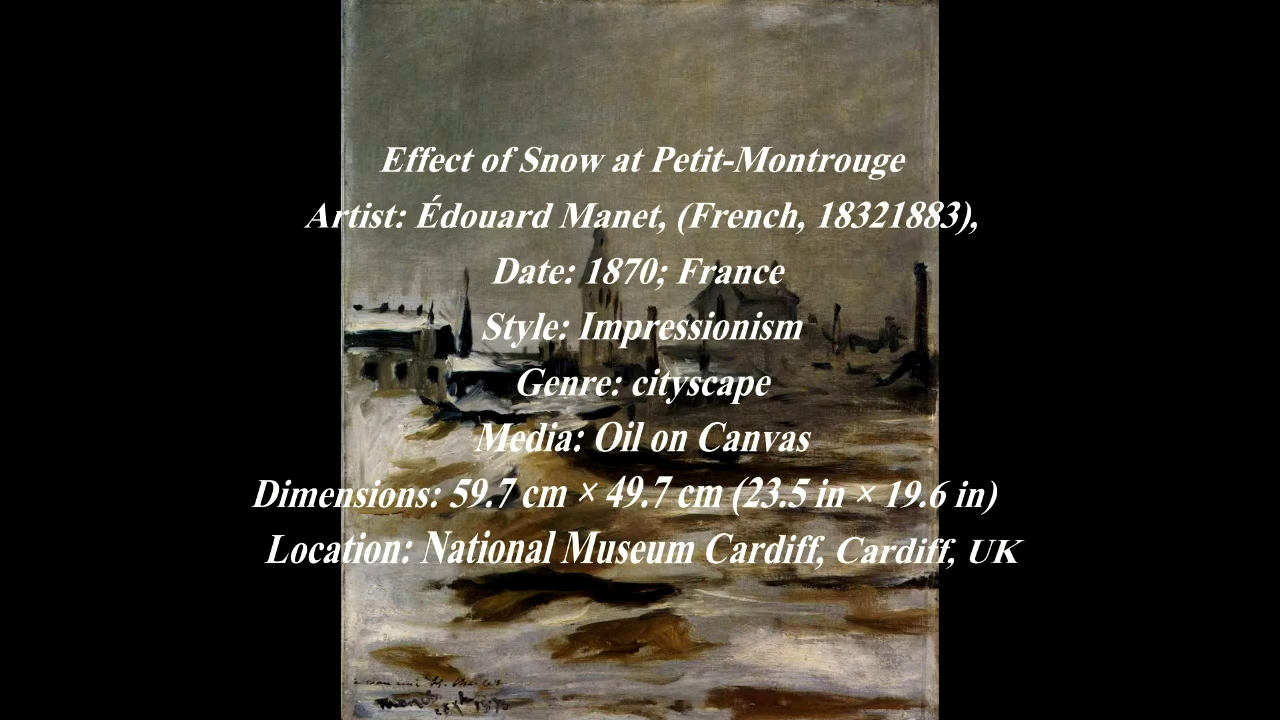 Effect of Snow at Petit-Montrouge
Artist: Édouard Manet, (French, 18321883),
Date: 1870; France
Style: Impressionism
Genre: cityscape
Media: Oil on Canvas
Dimensions: 59.7 cm × 49.7 cm (23.5 in × 19.6 in)
Location: National Museum Cardiff, Cardiff, UK
Manet